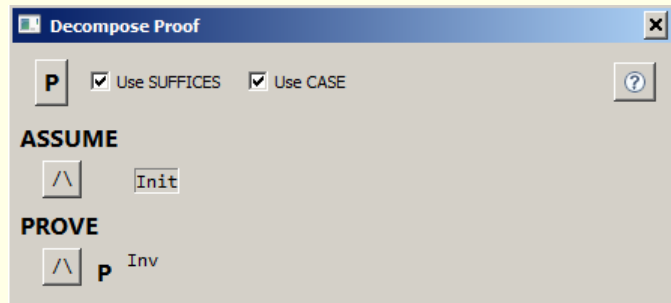 Decompose Proof
P Use SUFFICES Use CASE ?
ASSUME
/\ Init
PROVE
/\ P Inv